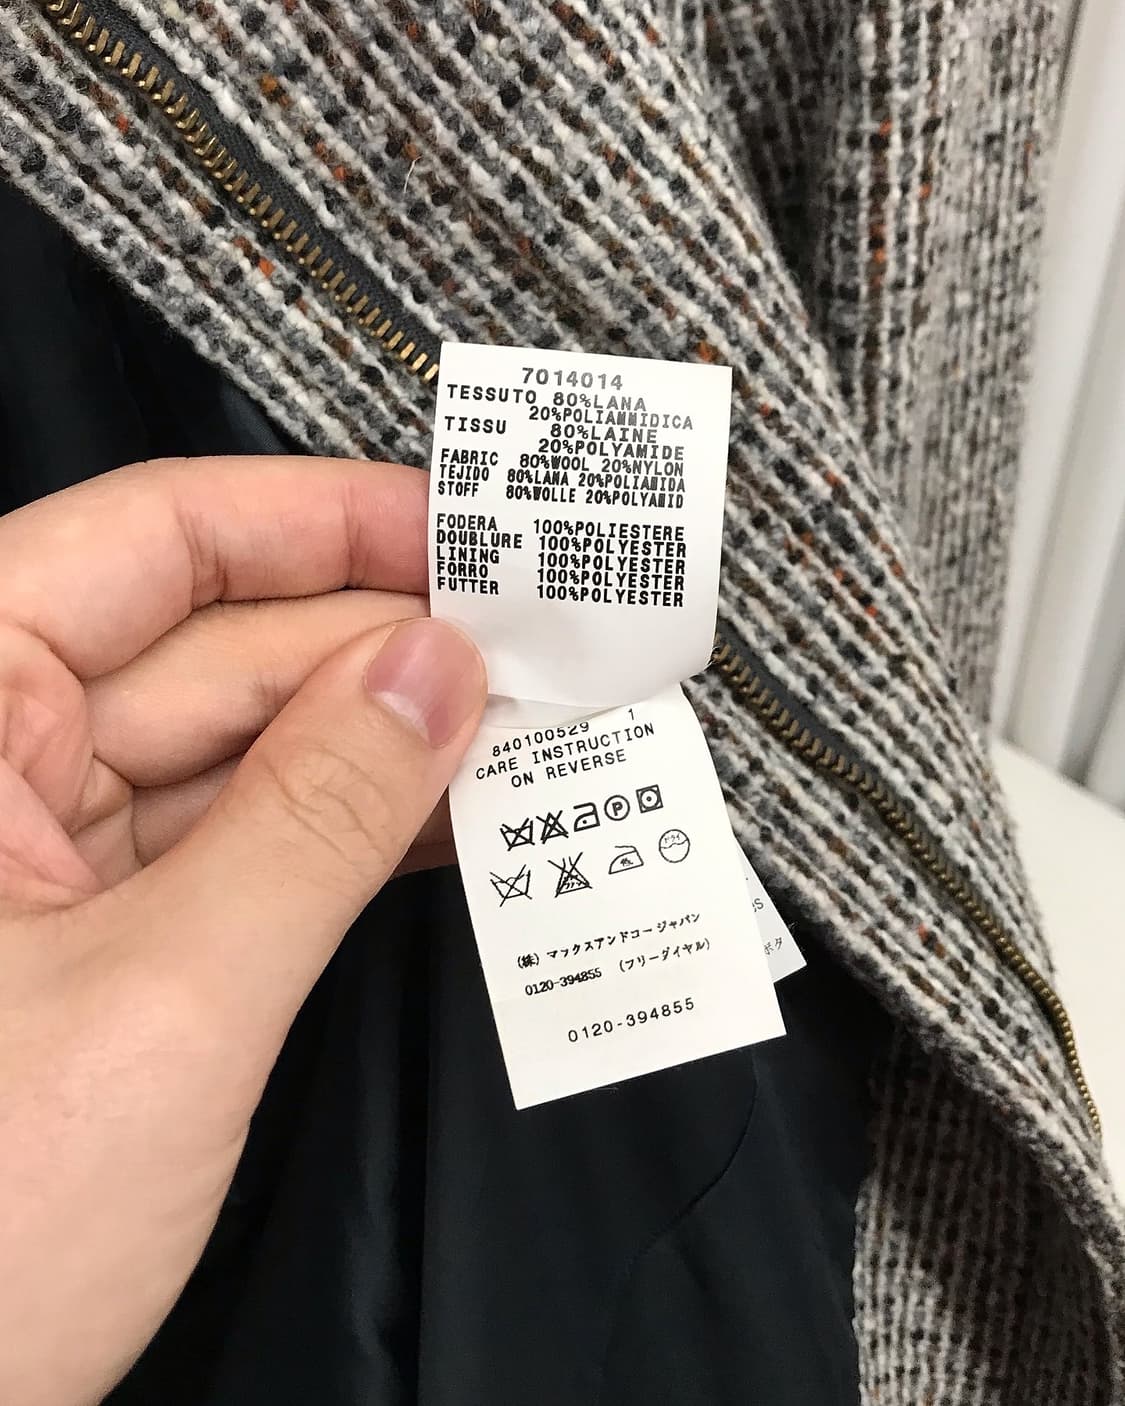 7014014
TESSUTO 80%LANA
20%POLIAMMIDICA
TISSU 80%LAINE
20%POLYAMIDE
FABRIC 80%WOOL 20%NYLON
TEJIDO 80%LANA 20%POLIAMIDA
STOFF 80%WOLLE 20%POLYAMID
FODERA 100%POLIESTERE
DOUBLURE 100%POLYESTER
LINING 100%POLYESTER
FORRO 100%POLYESTER
FUTTER 100%POLYESTER
840100529 1
CARE INSTRUCTION
ON REVERSE
P
ドライ
(株) マックスアンドコー ジャパン
0120-394855 (フリーダイヤル)
0120-394855